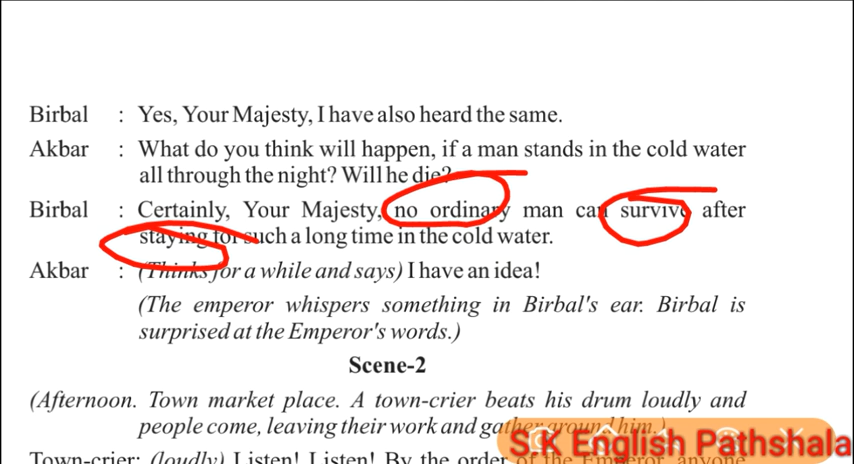 Birbal : Yes, Your Majesty, I have also heard the same.
Akbar : What do you think will happen, if a man stands in the cold water
all through the night? Will he die?
Birbal : Certainly, Your Majesty, no ordinary man can survive after
staying for such a long time in the cold water.
Akbar : (Thinks for a while and says) I have an idea!
(The emperor whispers something in Birbal's ear. Birbal is
surprised at the Emperor's words.)
Scene-2
(Afternoon. Town market place. A town-crier beats his drum loudly and
people come, leaving their work and gather around him.)
S.K English Pathshala
Town-crier: (loudly) Listen! Listen! By the order of the Emperor, anyone